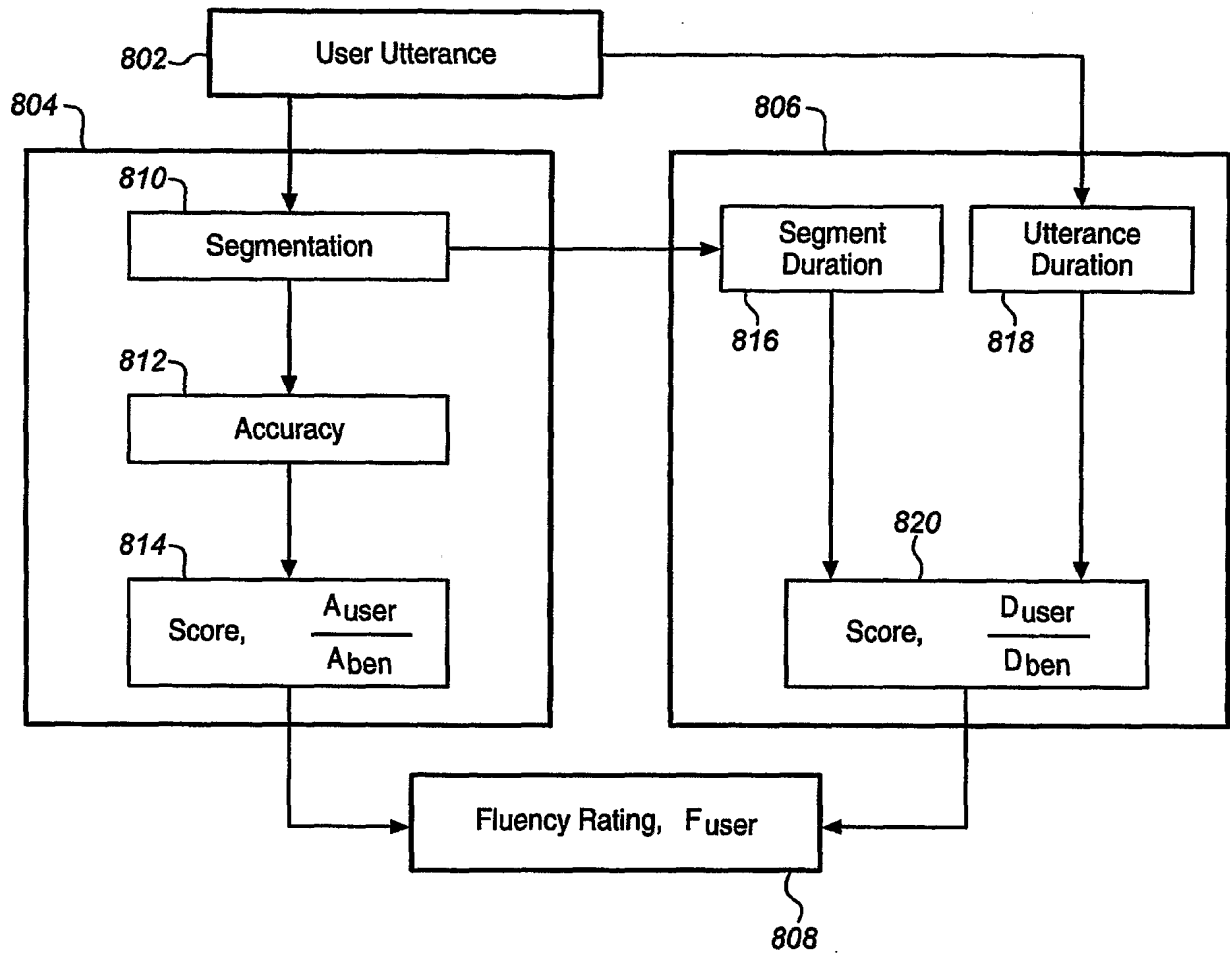 802
User Utterance
804
806
810
Segmentation
Segment
Duration
Utterance
Duration
816
818
812
Accuracy
814
820
Score, Auser
Aben
Score, Duser
Dben
Fluency Rating, Fuser
808